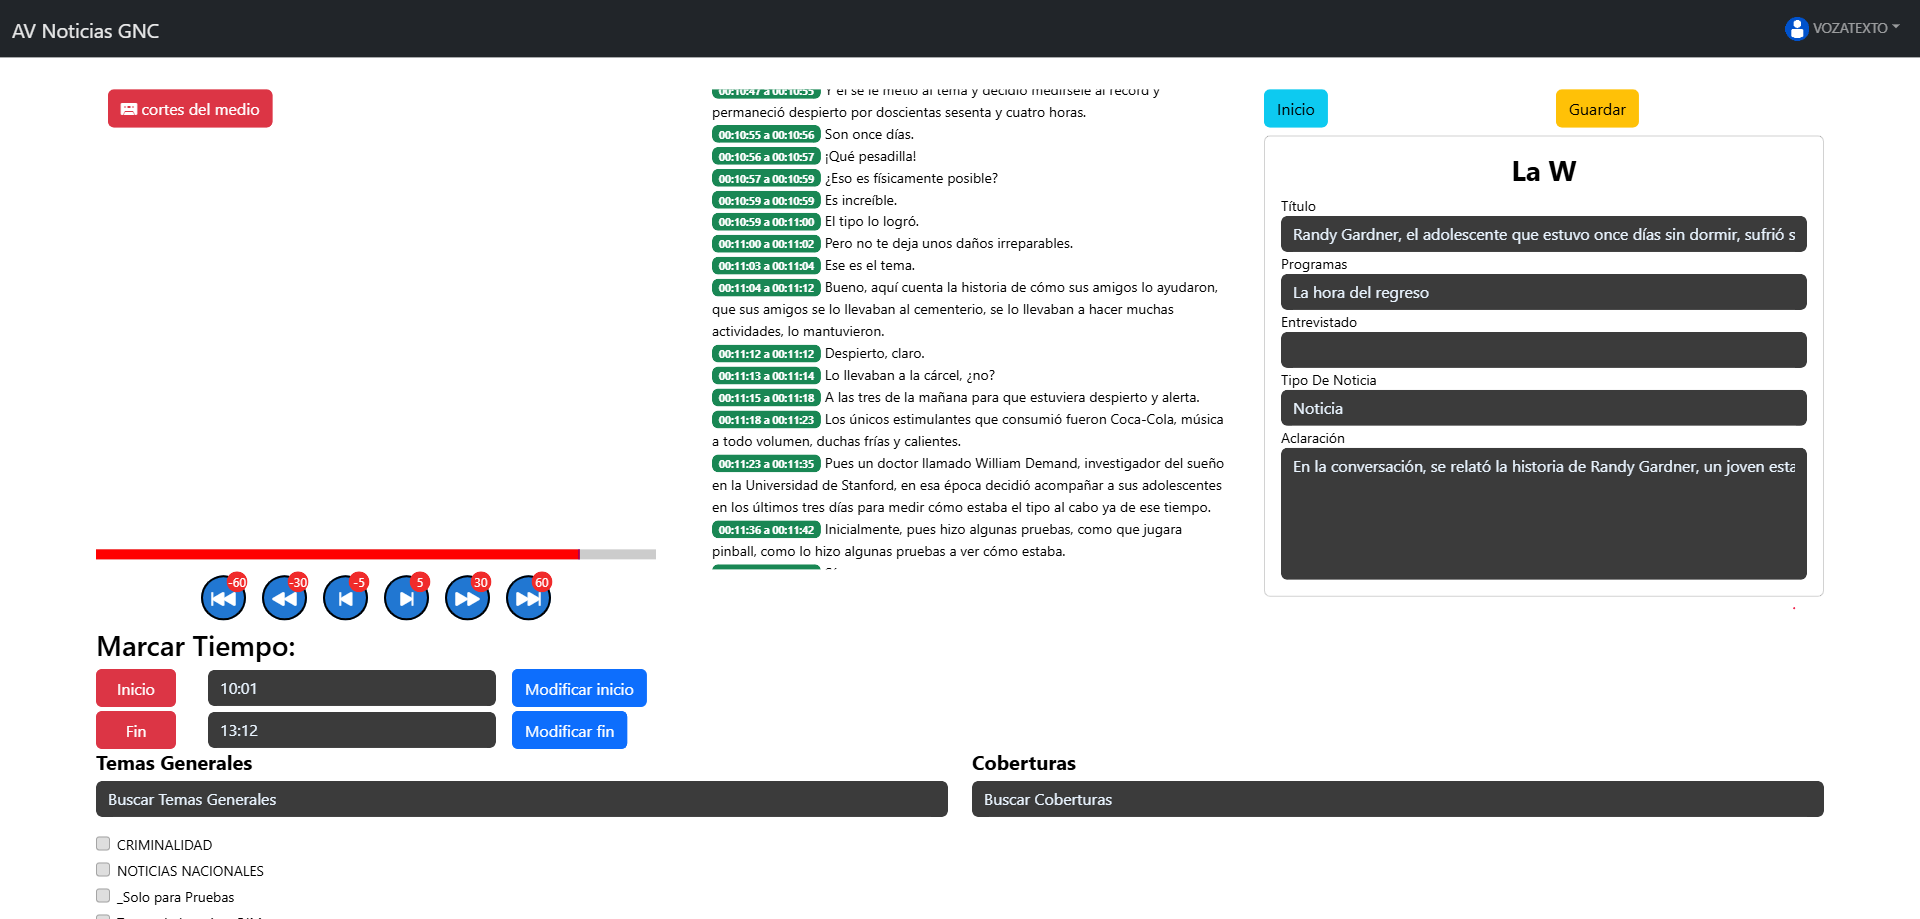 AV Noticias GNC
VOZATEXTO
cortes del medio
00:10:47 a 00:10:55 Y él se le metió al tema y decidió medírsele al récord y
permaneció despierto por doscientas sesenta y cuatro horas.
00:10:55 a 00:10:56 Son once días.
00:10:56 a 00:10:57 ¡Qué pesadilla!
00:10:57 a 00:10:59 ¿Eso es físicamente posible?
00:10:59 a 00:10:59 Es increíble.
00:10:59 a 00:11:00 El tipo lo logró.
00:11:00 a 00:11:02 Pero no te deja unos daños irreparables.
00:11:03 a 00:11:04 Ese es el tema.
00:11:04 a 00:11:12 Bueno, aquí cuenta la historia de cómo sus amigos lo ayudaron,
que sus amigos se lo llevaban al cementerio, se lo llevaban a hacer muchas
actividades, lo mantuvieron.
00:11:12 a 00:11:12 Despierto, claro.
00:11:13 a 00:11:14 Lo llevaban a la cárcel, ¿no?
00:11:15 a 00:11:18 A las tres de la mañana para que estuviera despierto y alerta.
00:11:18 a 00:11:23 Los únicos estimulantes que consumió fueron Coca-Cola, música
a todo volumen, duchas frías y calientes.
00:11:23 a 00:11:35 Pues un doctor llamado William Demand, investigador del sueño
en la Universidad de Stanford, en esa época decidió acompañar a sus adolescentes
en los últimos tres días para medir cómo estaba el tipo al cabo ya de ese tiempo.
00:11:36 a 00:11:42 Inicialmente, pues hizo algunas pruebas, como que jugara
pinball, como lo hizo algunas pruebas a ver cómo estaba.
Inicio
Guardar
La W
Título
Randy Gardner, el adolescente que estuvo once días sin dormir, sufrió s
Programas
La hora del regreso
Entrevistado
Tipo De Noticia
Noticia
Aclaración
En la conversación, se relató la historia de Randy Gardner, un joven esta
-60
-30
-5
5
30
60
Marcar Tiempo:
Inicio 10:01 Modificar inicio
Fin 13:12 Modificar fin
Temas Generales
Buscar Temas Generales
CRIMINALIDAD
NOTICIAS NACIONALES
_Solo para Pruebas
Coberturas
Buscar Coberturas